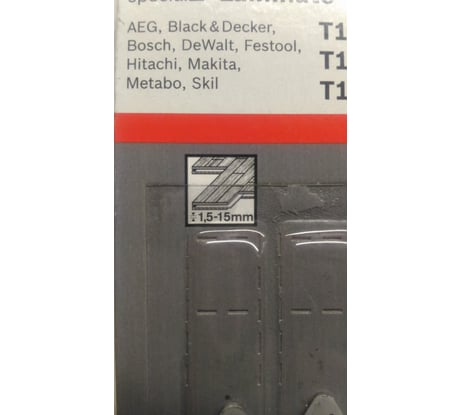 AEG, Black & Decker,
Bosch, DeWalt, Festool,
Hitachi, Makita,
Metabo, Skil
T1
T1
T1
1,5-15mm